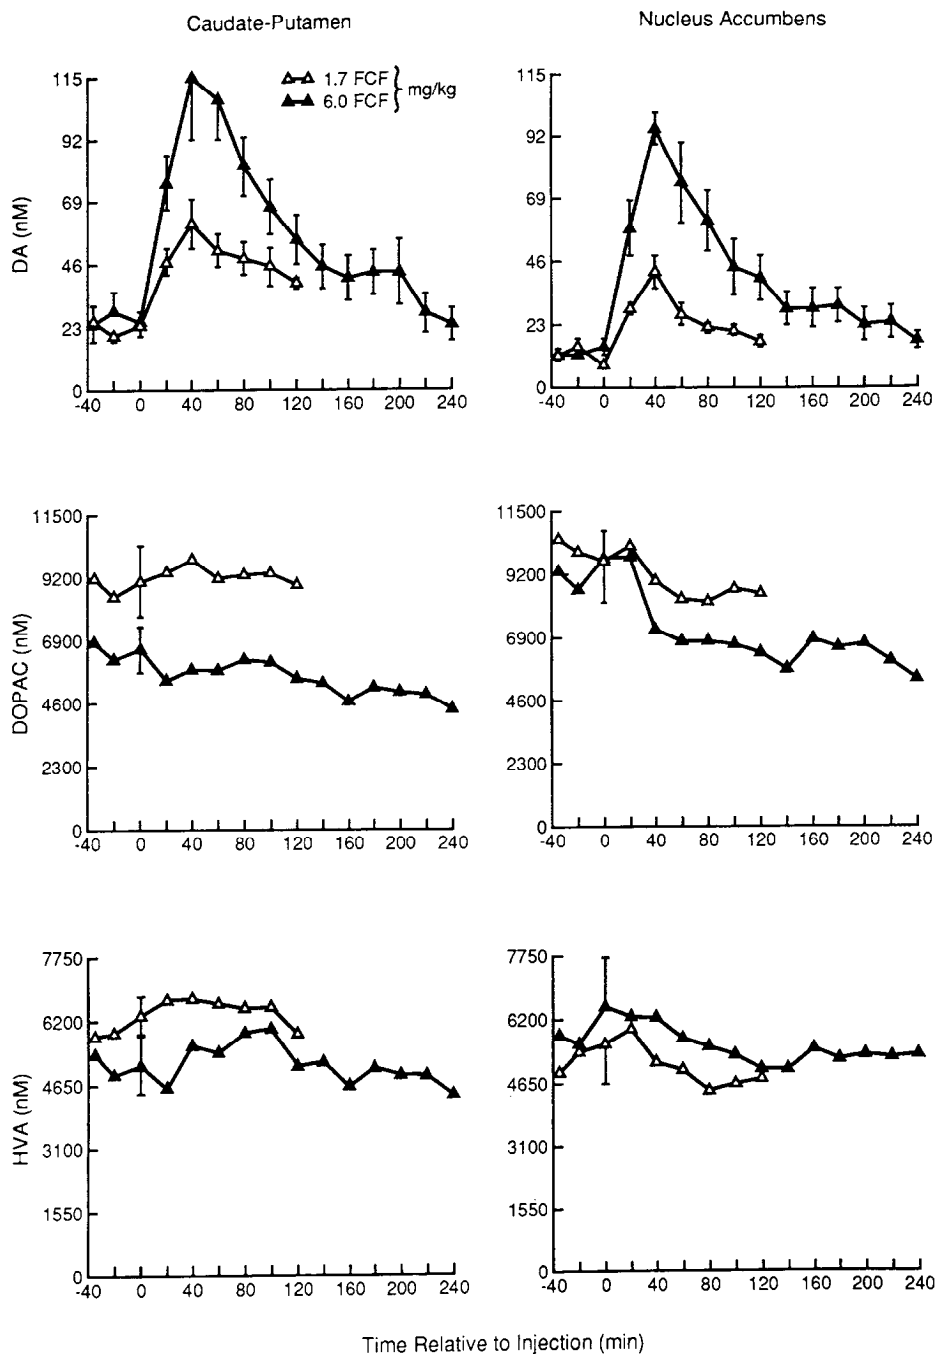 Caudate-Putamen
Nucleus Accumbens
1.7 FCF
6.0 FCF
mg/kg
DA (nM)
115
92
69
46
23
0
-40 0 40 80 120 160 200 240
115
92
69
46
23
0
-40 0 40 80 120 160 200 240
DOPAC (nM)
11500
9200
6900
4600
2300
0
-40 0 40 80 120 160 200 240
11500
9200
6900
4600
2300
0
-40 0 40 80 120 160 200 240
HVA (nM)
7750
6200
4650
3100
1550
0
-40 0 40 80 120 160 200 240
7750
6200
4650
3100
1550
0
-40 0 40 80 120 160 200 240
Time Relative to Injection (min)